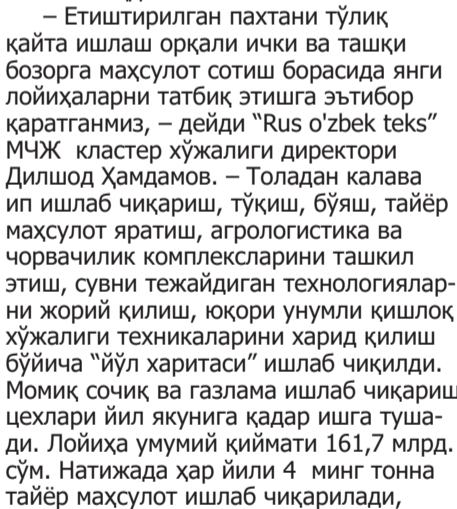 – Етиштирилган пахтани тўлиқ
қайта ишлаш орқали ички ва ташқи
бозорга маҳсулот сотиш борасида янги
лойиҳаларни татбиқ этишга эътибор
қаратганмиз, – дейди “Rus o'zbek teks”
МЧЖ кластер хўжалиги директори
Дилшод Ҳамдамов. – Толадан калава
ип ишлаб чиқариш, тўқиш, бўяш, тайёр
маҳсулот яратиш, агрологистика ва
чорвачилик комплексларини ташкил
этиш, сувни тежайдиган технологиялар-
ни жорий қилиш, юқори унумли қишлоқ
хўжалиги техникаларини харид қилиш
бўйича “йўл харитаси” ишлаб чиқилди.
Момиқ сочиқ ва газлама ишлаб чиқариш
цехлари йил якунига қадар ишга туша-
ди. Лойиҳа умумий қиймати 161,7 млрд.
сўм. Натижада ҳар йили 4 минг тонна
тайёр маҳсулот ишлаб чиқарилади,